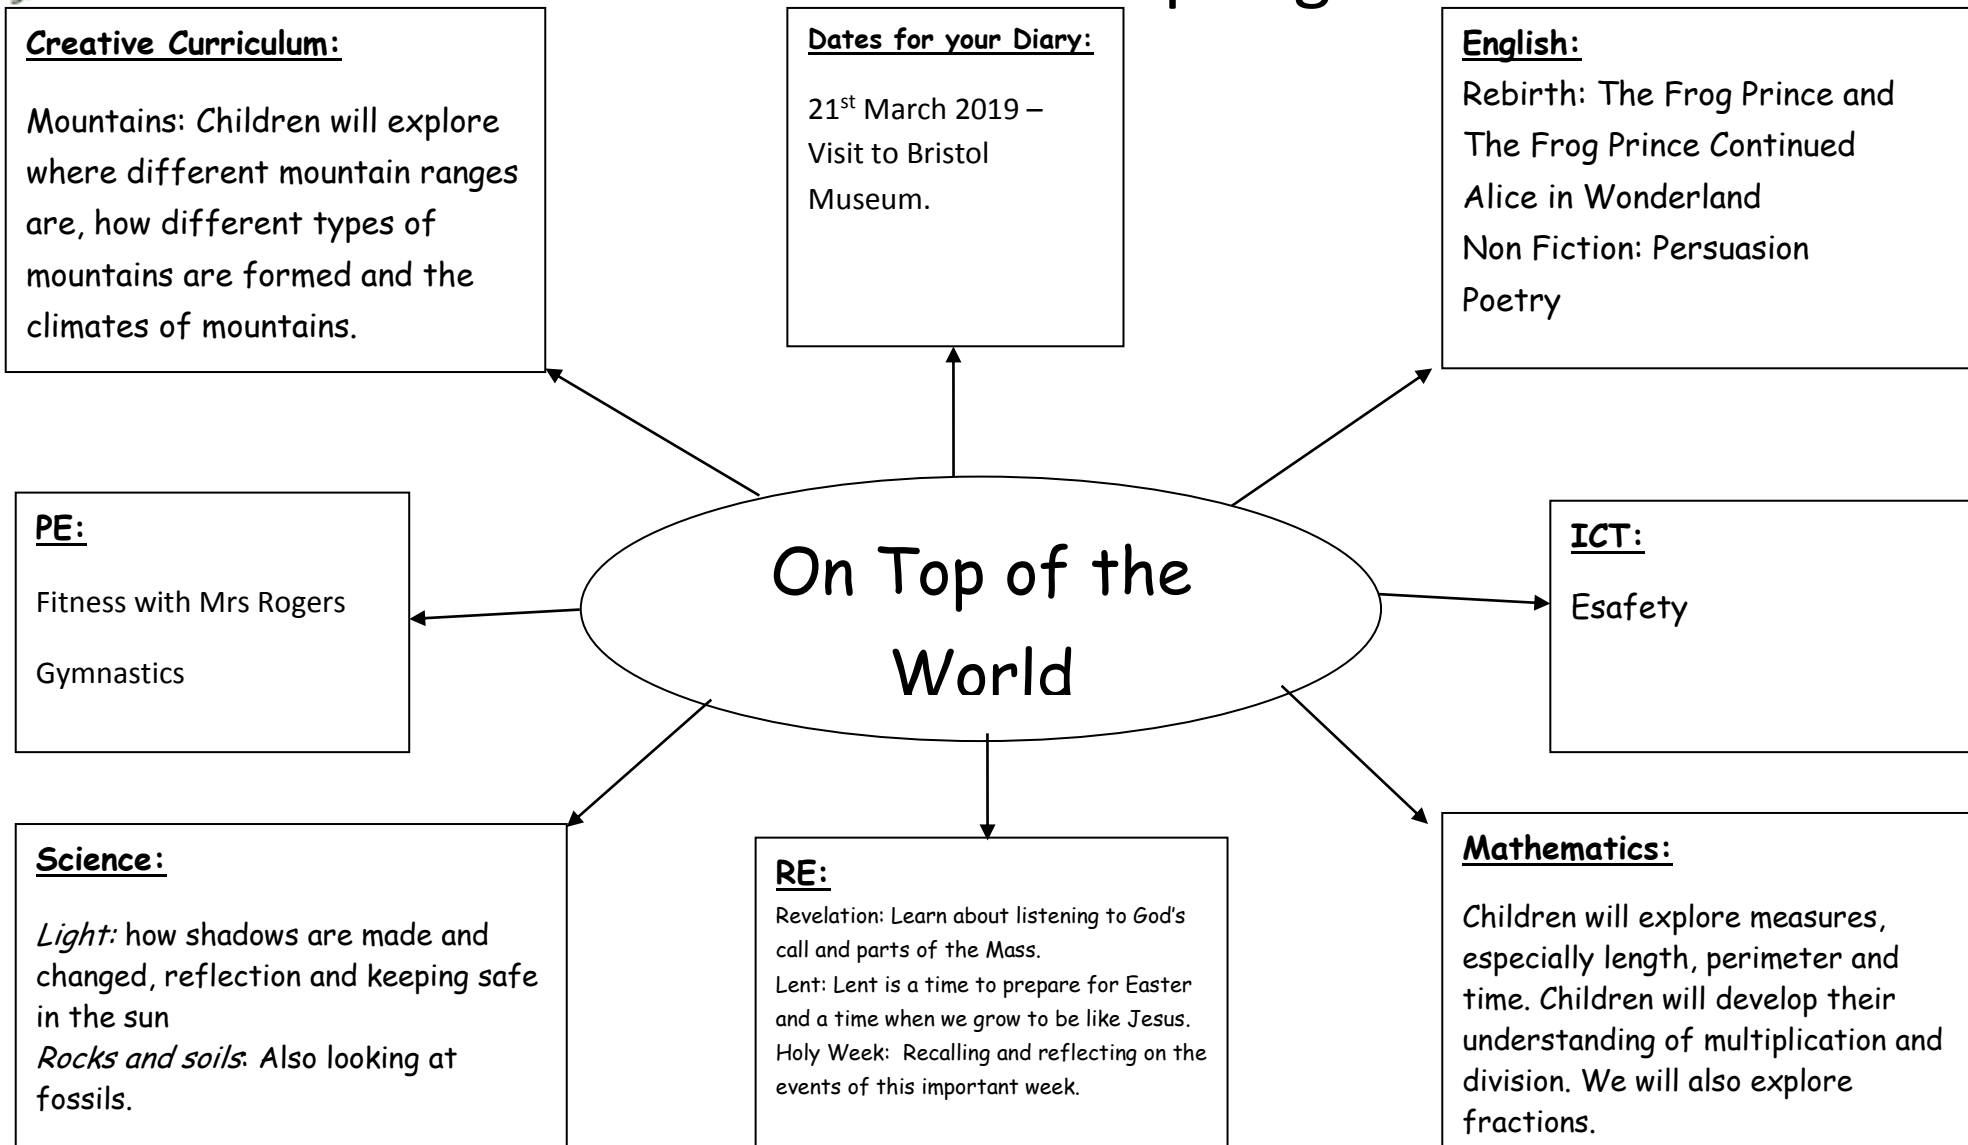 Creative Curriculum:
Mountains: Children will explore
where different mountain ranges
are, how different types of
mountains are formed and the
climates of mountains.
Dates for your Diary:
21st March 2019 –
Visit to Bristol
Museum.
English:
Rebirth: The Frog Prince and
The Frog Prince Continued
Alice in Wonderland
Non Fiction: Persuasion
Poetry
PE:
Fitness with Mrs Rogers
Gymnastics
On Top of the
World
ICT:
Esafety
Science:
Light: how shadows are made and
changed, reflection and keeping safe
in the sun
Rocks and soils: Also looking at
fossils.
RE:
Revelation: Learn about listening to God's
call and parts of the Mass.
Lent: Lent is a time to prepare for Easter
and a time when we grow to be like Jesus.
Holy Week: Recalling and reflecting on the
events of this important week.
Mathematics:
Children will explore measures,
especially length, perimeter and
time. Children will develop their
understanding of multiplication and
division. We will also explore
fractions.